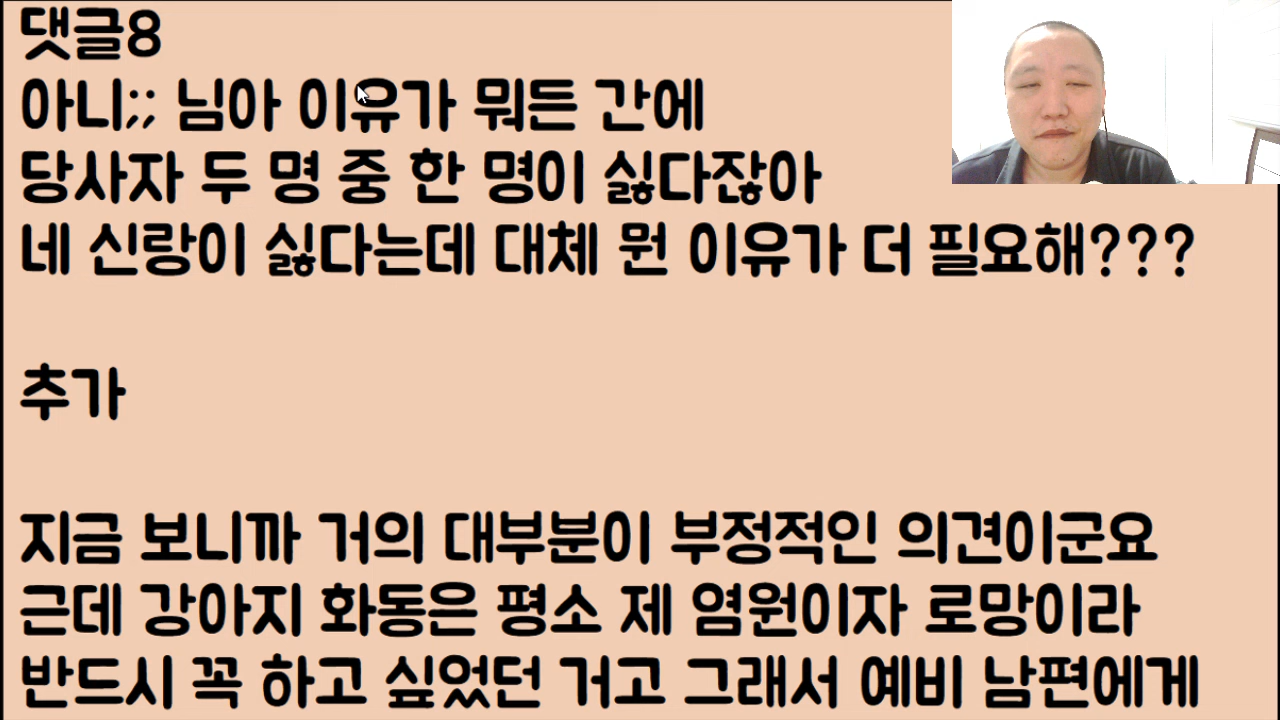 댓글8
아니;; 님아 이유가 뭐든 간에
당사자 두 명 중 한 명이 싫다잖아
네 신랑이 싫다는데 대체 뭔 이유가 더 필요해???
추가
지금 보니까 거의 대부분이 부정적인 의견이군요
근데 강아지 화동은 평소 제 염원이자 로망이라
반드시 꼭 하고 싶었던 거고 그래서 예비 남편에게